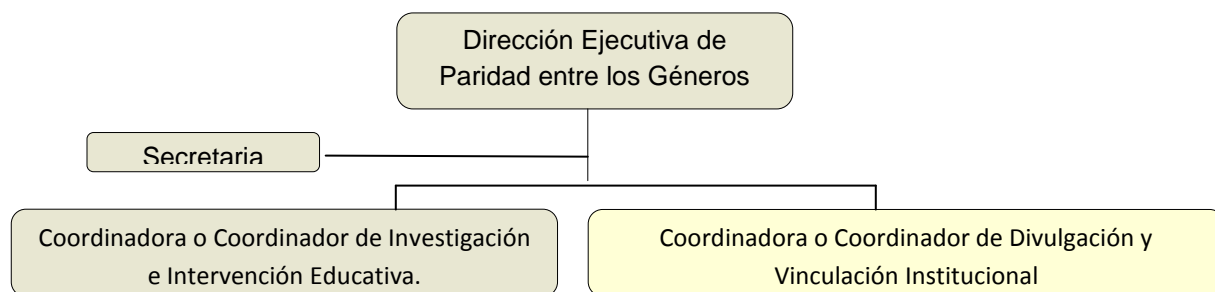 Dirección Ejecutiva de
Paridad entre los Géneros
Secretaria
Coordinadora o Coordinador de Investigación
e Intervención Educativa.
Coordinadora o Coordinador de Divulgación y
Vinculación Institucional